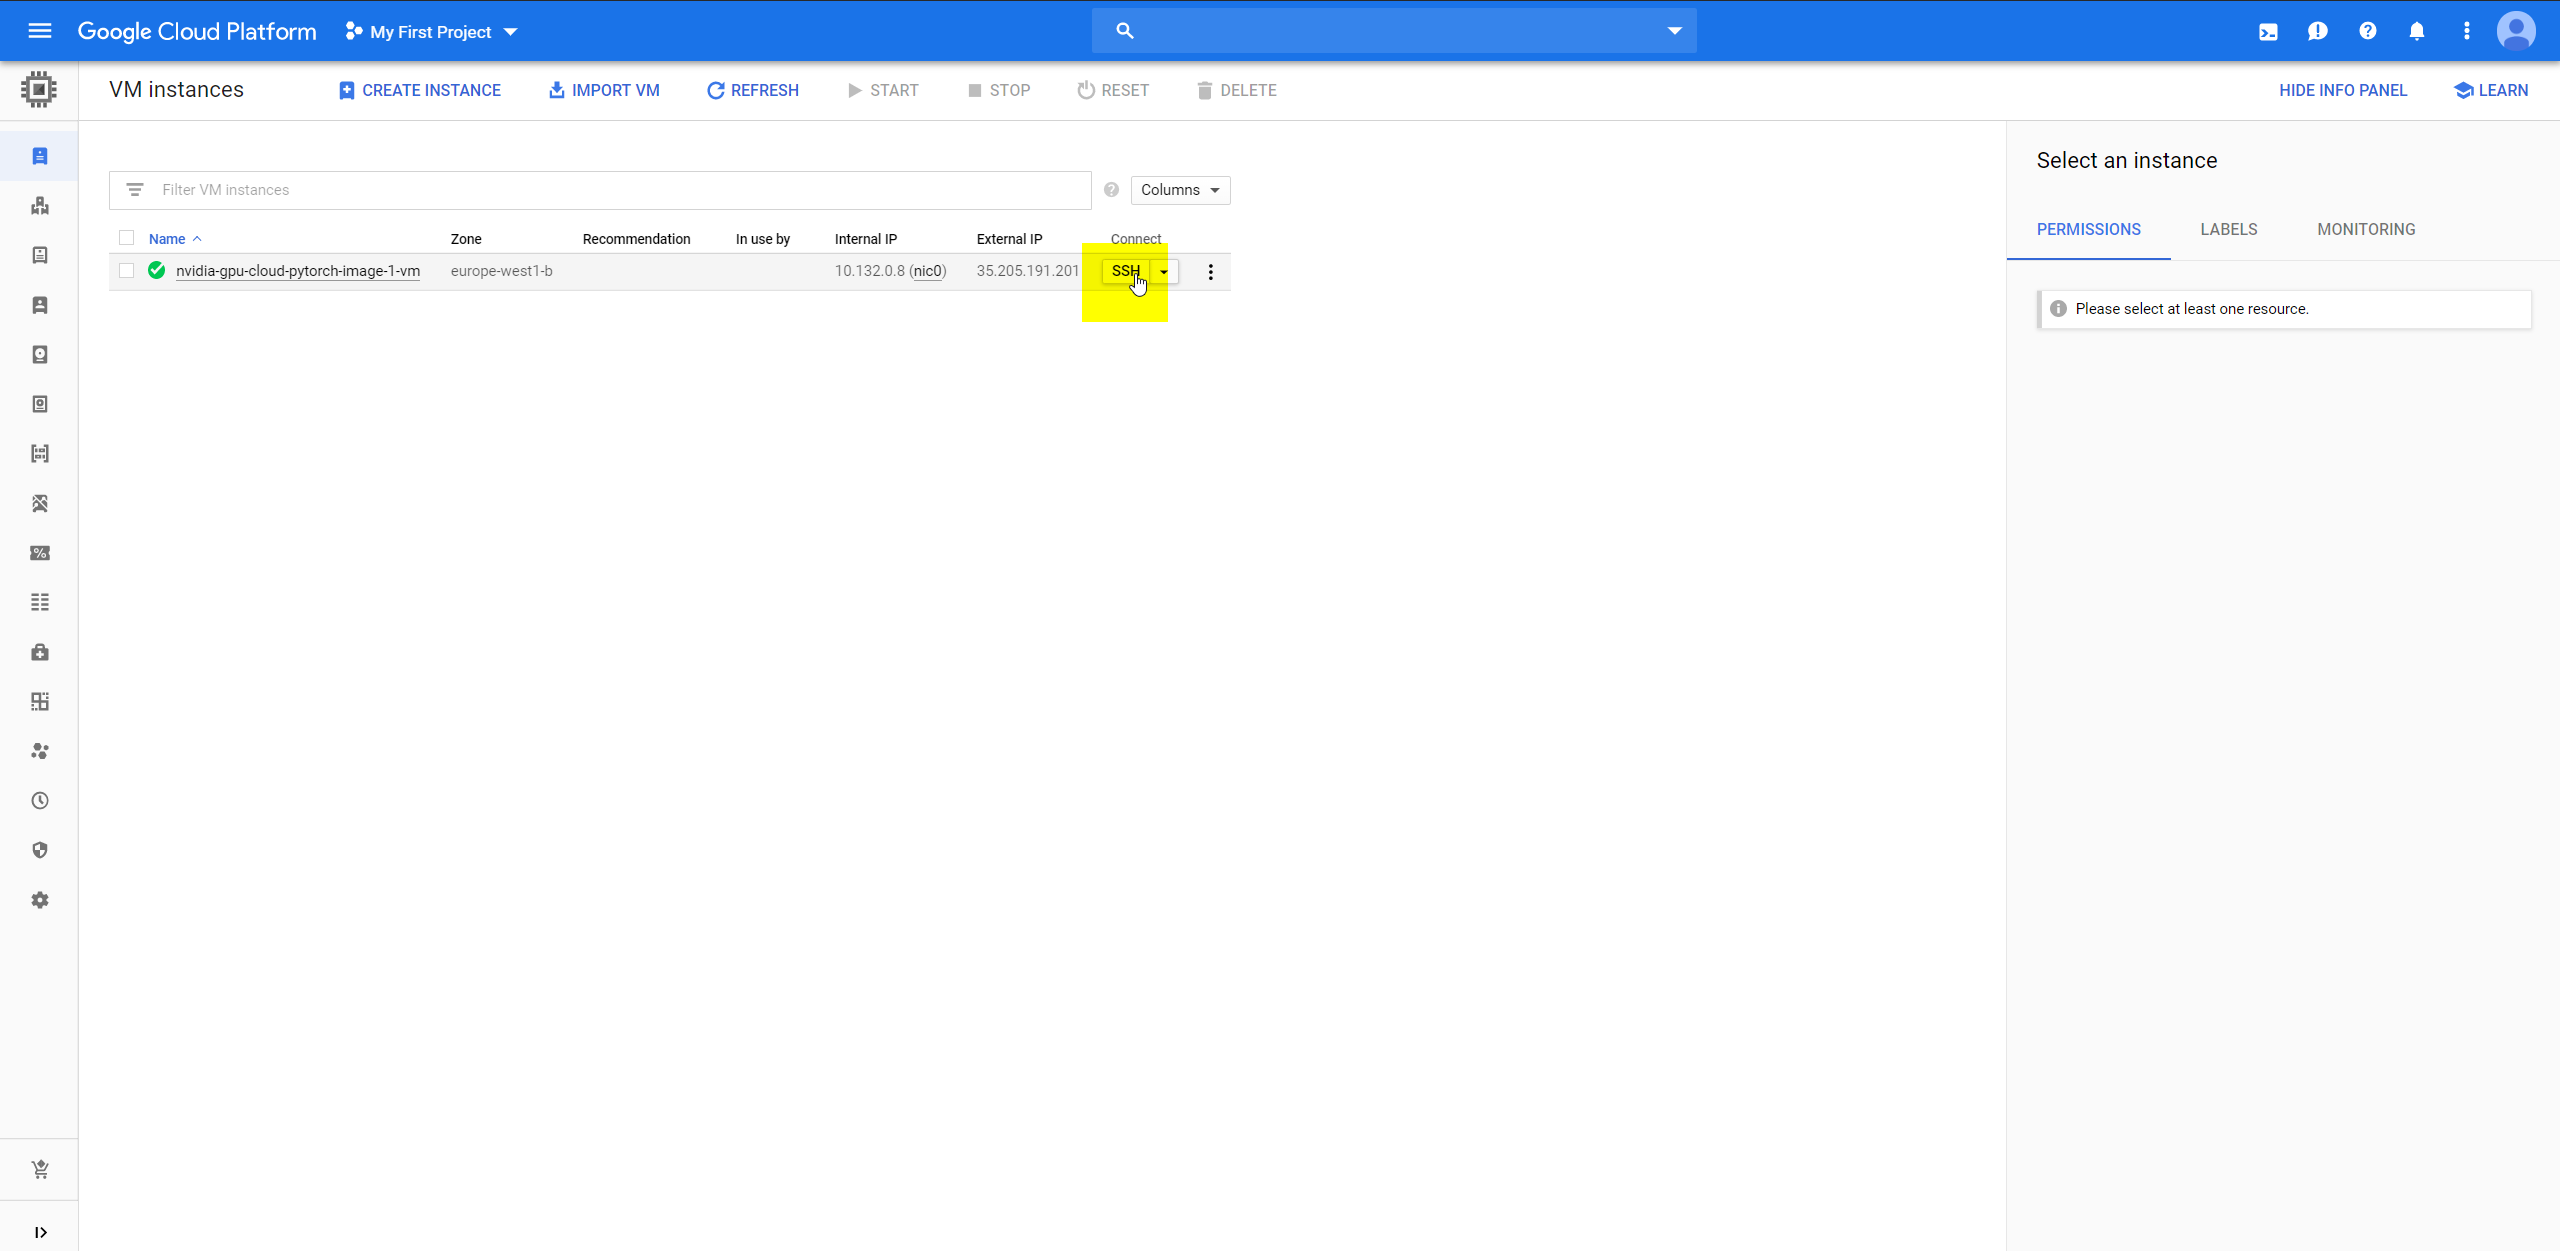 Google Cloud Platform My First Project
VM instances CREATE INSTANCE IMPORT VM REFRESH START STOP RESET DELETE HIDE INFO PANEL LEARN
Select an instance
Filter VM instances Columns
PERMISSIONS LABELS MONITORING
Name Zone Recommendation In use by Internal IP External IP Connect
nvidia-gpu-cloud-pytorch-image-1-vm europe-west1-b 10.132.0.8 (nic0) 35.205.191.201 SSH
Please select at least one resource.